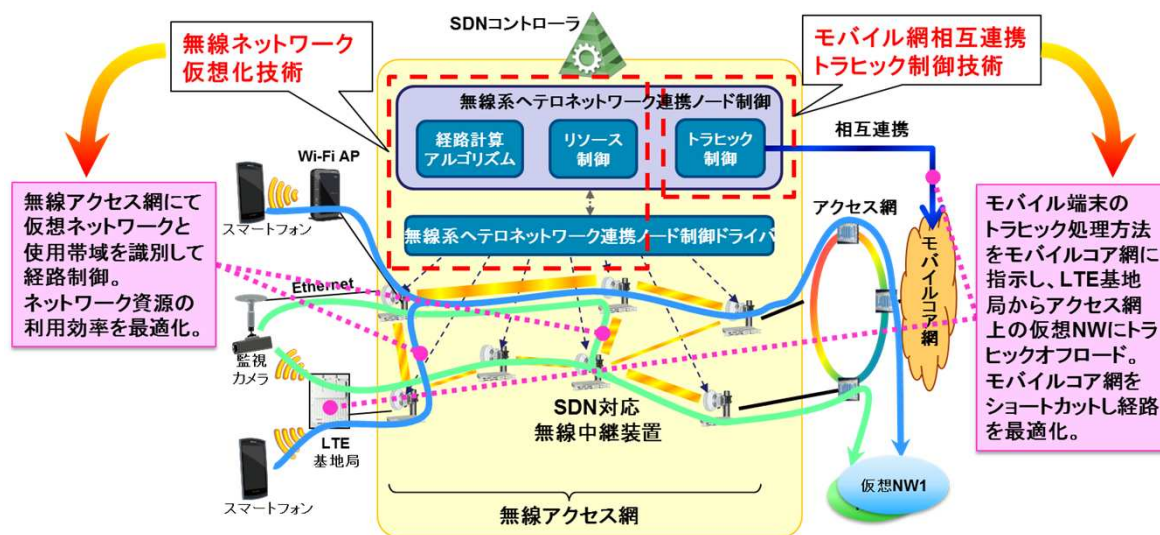 SDNコントローラ
無線ネットワーク
仮想化技術
モバイル網相互連携
トラヒック制御技術
無線系ヘテロネットワーク連携ノード制御
経路計算
アルゴリズム
リソース
制御
トラヒック
制御
相互連携
Wi-Fi AP
スマートフォン
無線アクセス網にて
仮想ネットワークと
使用帯域を識別して
経路制御。
ネットワーク資源の
利用効率を最適化。
無線系ヘテロネットワーク連携ノード制御ドライバ
アクセス網
モバイルコア網
モバイル端末の
トラヒック処理方法
をモバイルコア網に
指示し、LTE基地
局からアクセス網
上の仮想NWにトラ
ヒックオフロード。
モバイルコア網を
ショートカットし経路
を最適化。
Ethernet
監視
カメラ
LTE
基地局
SDN対応
無線中継装置
スマートフォン
無線アクセス網
仮想NW1